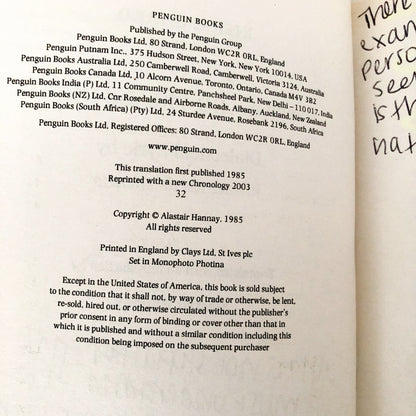 PENGUIN BOOKS
Published by the Penguin Group
Penguin Books Ltd, 80 Strand, London WC2R 0RL, England
Penguin Putnam Inc., 375 Hudson Street, New York, New York 10014, USA
Penguin Books Australia Ltd, 250 Camberwell Road, Camberwell, Victoria 3124, Australia
Penguin Books Canada Ltd, 10 Alcorn Avenue, Toronto, Ontario, Canada M4V 3B2
Penguin Books India (P) Ltd, 11 Community Centre, Panchsheel Park, New Delhi – 110 017, India
Penguin Books (NZ) Ltd, Cnr Rosedale and Airborne Roads, Albany, Auckland, New Zealand
Penguin Books (South Africa) (Pty) Ltd, 24 Sturdee Avenue, Rosebank 2196, South Africa
Penguin Books Ltd, Registered Offices: 80 Strand, London WC2R 0RL, England
www.penguin.com
This translation first published 1985
Reprinted with a new Chronology 2003
32
Copyright © Alastair Hannay, 1985
All rights reserved
Printed in England by Clays Ltd, St Ives plc
Set in Monophoto Photina
Except in the United States of America, this book is sold subject
to the condition that it shall not, by way of trade or otherwise, be lent,
re-sold, hired out, or otherwise circulated without the publisher's
prior consent in any form of binding or cover other than that in
which it is published and without a similar condition including this
condition being imposed on the subsequent purchaser
There
exam
perso
see
is th
nat